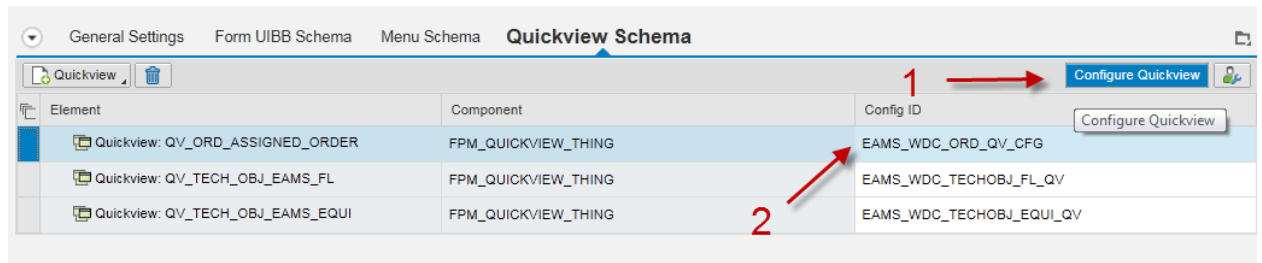 General Settings Form UIBB Schema Menu Schema Quickview Schema
Quickview 1 Configure Quickview
Element Component Config ID
Configure Quickview
Quickview: QV_ORD_ASSIGNED_ORDER FPM_QUICKVIEW_THING EAMS_WDC_ORD_QV_CFG
Quickview: QV_TECH_OBJ_EAMS_FL FPM_QUICKVIEW_THING EAMS_WDC_TECHOBJ_FL_QV
Quickview: QV_TECH_OBJ_EAMS_EQUI FPM_QUICKVIEW_THING 2 EAMS_WDC_TECHOBJ_EQUI_QV